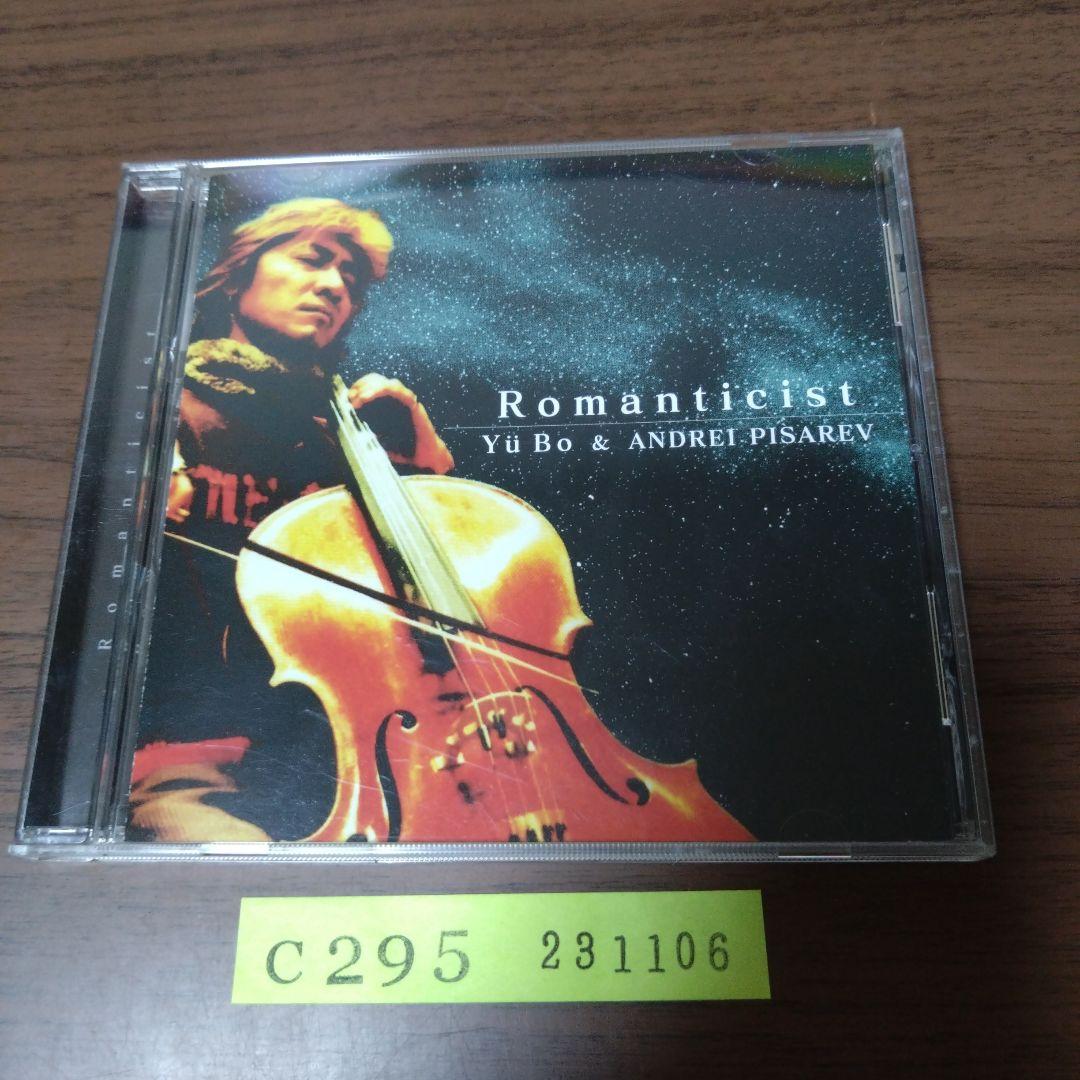 Romanticist
Yü Bo & ANDREI PISAREV
Romanticist
C295 231106